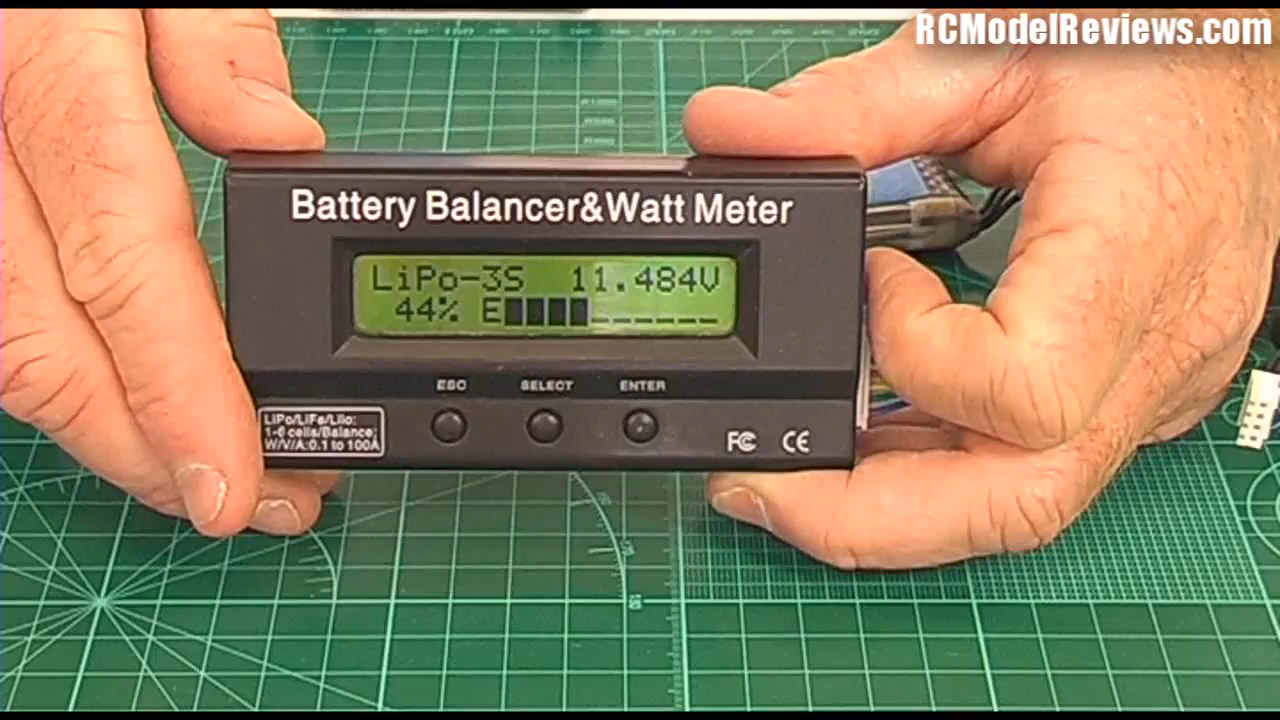 RCModelReviews.com
Battery Balancer&Watt Meter
LiPo-3S 11.484V
44% E
ESC SELECT ENTER
LiPo/LiFe/LiIo:
1-6 cells/Balance;
W/V/A:0.1 to 100A
FC CE